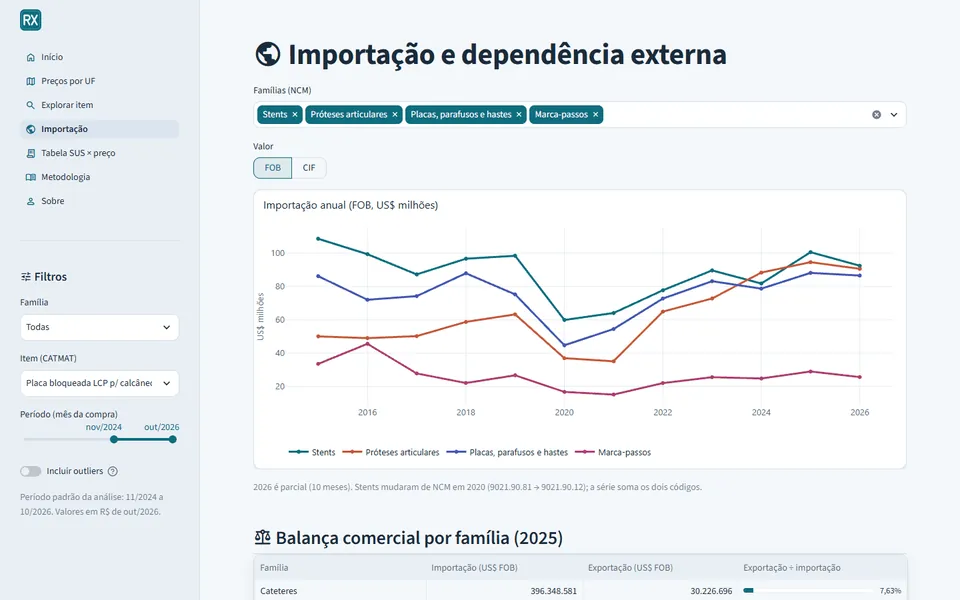 RX
Início
Preços por UF
Explorar item
Importação
Tabela SUS × preço
Metodologia
Sobre
Filtros
Família
Todas
Item (CATMAT)
Placa bloqueada LCP p/ calcânec
Período (mês da compra)
nov/2024 out/2026
Incluir outliers
Período padrão da análise: 11/2024 a
10/2026. Valores em R$ de out/2026.
Importação e dependência externa
Famílias (NCM)
Stents × Próteses articulares × Placas, parafusos e hastes × Marca-passos ×
Valor
FOB CIF
Importação anual (FOB, US$ milhões)
US$ milhões
100
80
60
40
20
2016 2018 2020 2022 2024 2026
Stents Próteses articulares Placas, parafusos e hastes Marca-passos
2026 é parcial (10 meses). Stents mudaram de NCM em 2020 (9021.90.81 → 9021.90.12); a série soma os dois códigos.
Balança comercial por família (2025)
Família Importação (US$ FOB) Exportação (US$ FOB) Exportação ÷ importação
Cateteres 396.348.581 30.226.696 7,63%